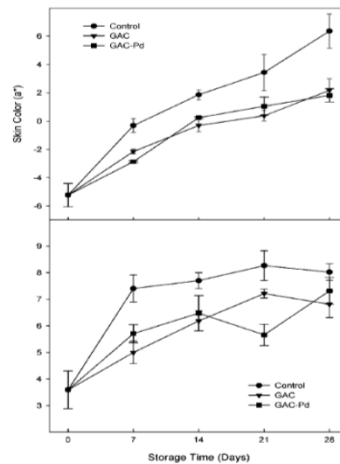 Control
GAC
GAC-Pd
Skin Color (a*)
6
4
2
0
-2
-4
-6
9
8
7
6
5
4
3
Control
GAC
GAC-Pd
0 7 14 21 28
Storage Time (Days)